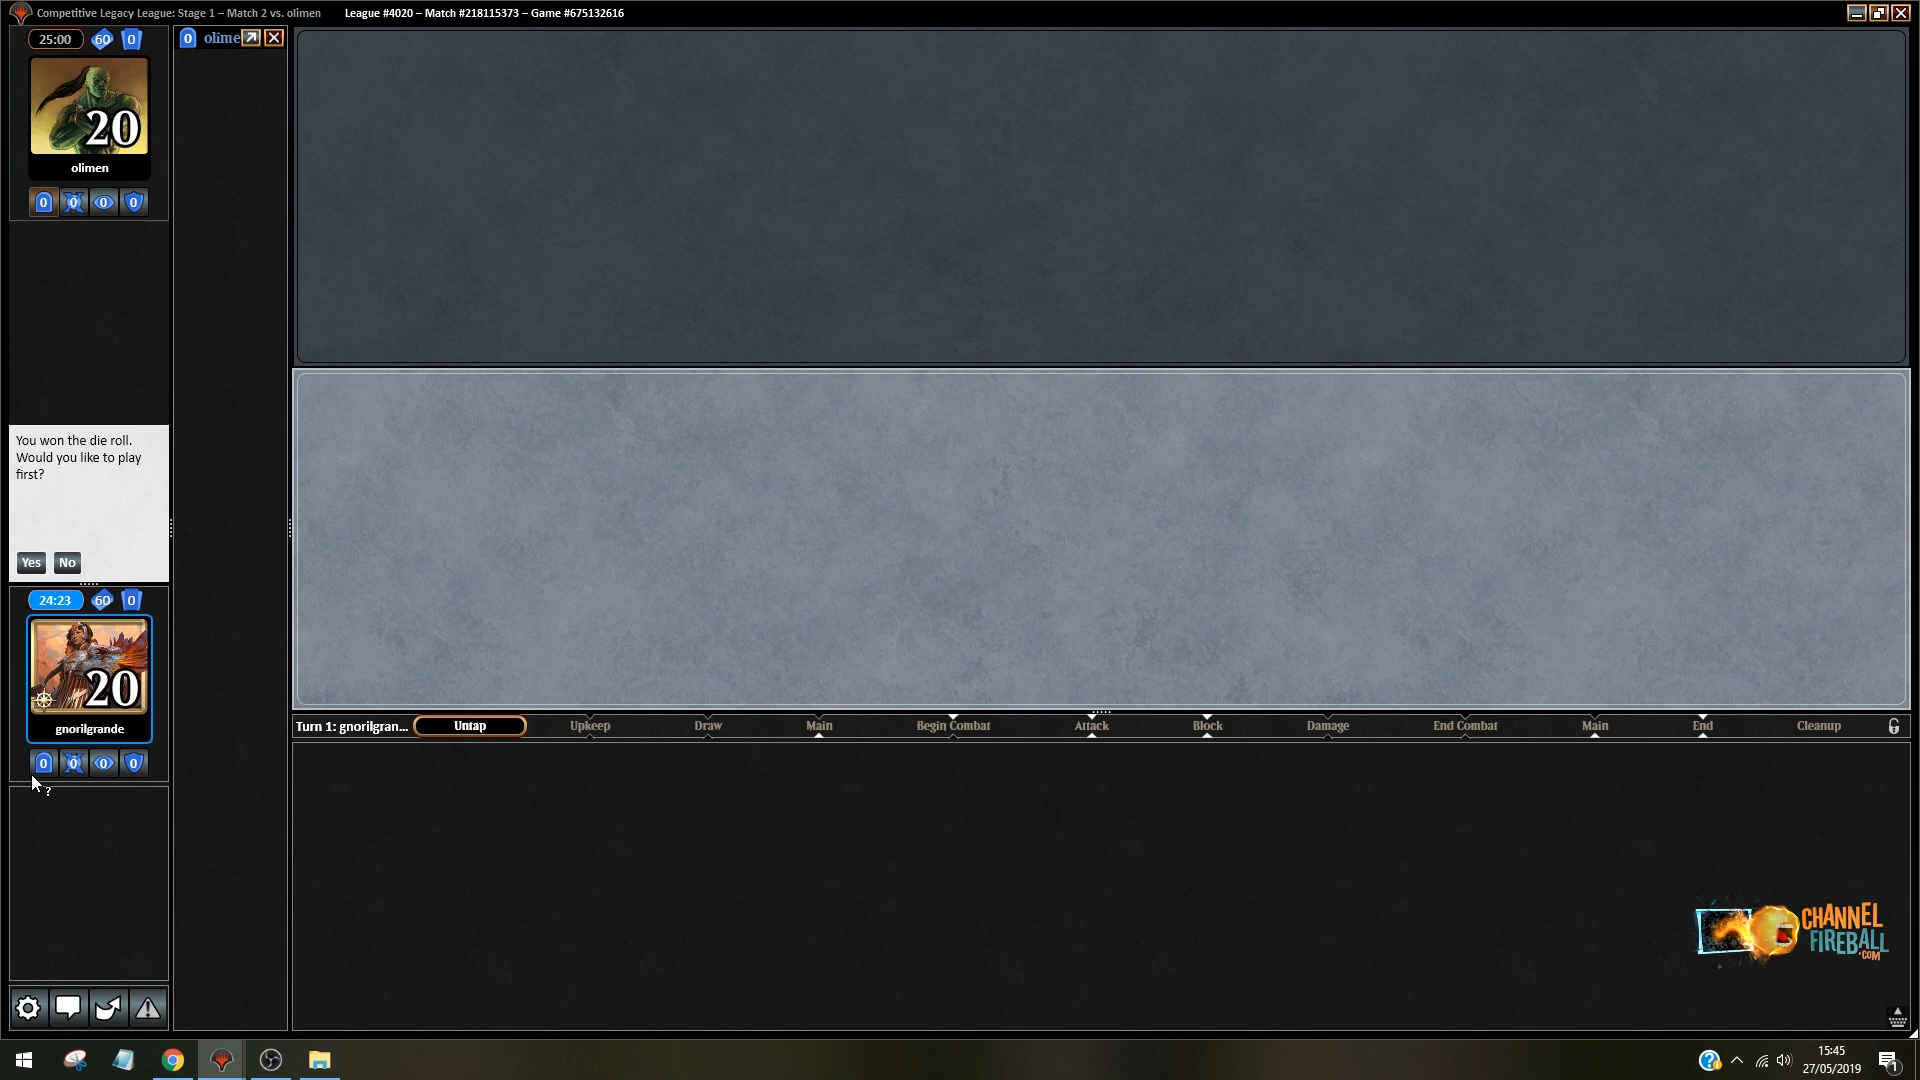 Competitive Legacy League: Stage 1 – Match 2 vs. olimen League #4020 – Match #218115373 – Game #675132616
25:00 60 0
0 olime
20
olimen
0 0 0 0
You won the die roll.
Would you like to play
first?
Yes No
24:23 60 0
20
gnorilgrande
Turn 1: gnorilgran... Untap Upkeep Draw Main Begin Combat Attack Block Damage End Combat Main End Cleanup
0 0 0 0
?
CHANNEL
FIREBALL
.COM
15:45
27/05/2019
1